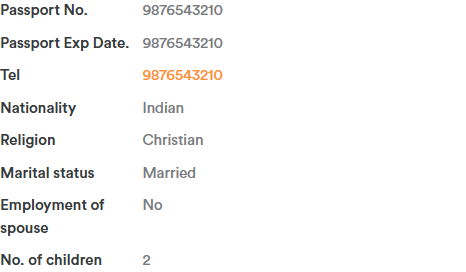 Passport No. 9876543210
Passport Exp Date. 9876543210
Tel 9876543210
Nationality Indian
Religion Christian
Marital status Married
Employment of No
spouse
No. of children 2